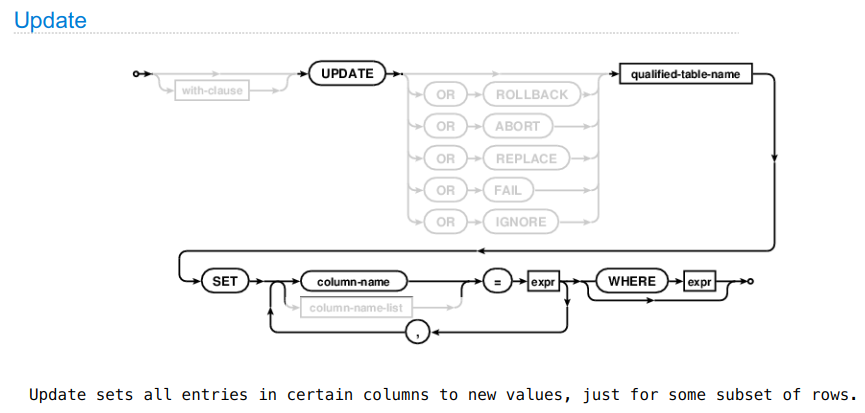 Update
UPDATE
qualified-table-name
with-clause
OR ROLLBACK
OR ABORT
OR REPLACE
OR FAIL
OR IGNORE
SET column-name = expr WHERE expr
column-name-list
,
Update sets all entries in certain columns to new values, just for some subset of rows.